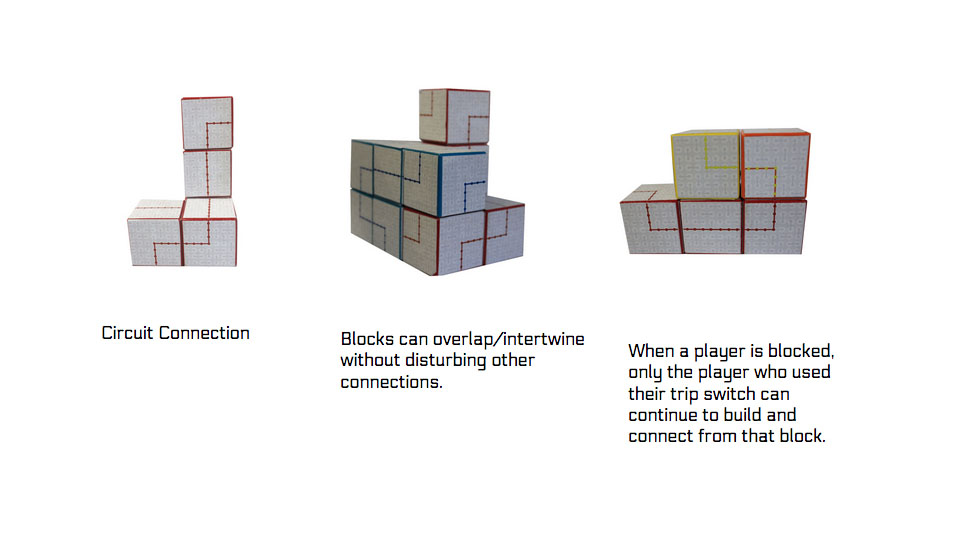 Circuit Connection
Blocks can overlap/intertwine
without disturbing other
connections.
When a player is blocked,
only the player who used
their trip switch can
continue to build and
connect from that block.